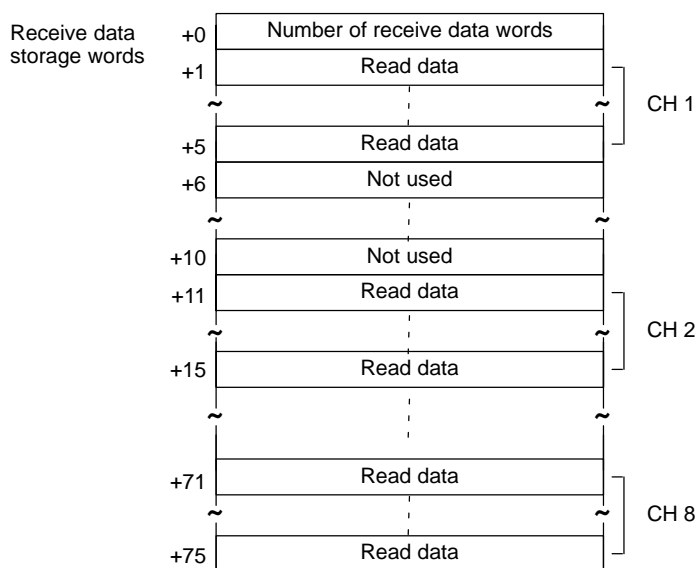 Receive data
storage words
+0 Number of receive data words
+1 Read data
CH 1
+5 Read data
+6 Not used
+10 Not used
+11 Read data
CH 2
+15 Read data
+71 Read data
CH 8
+75 Read data